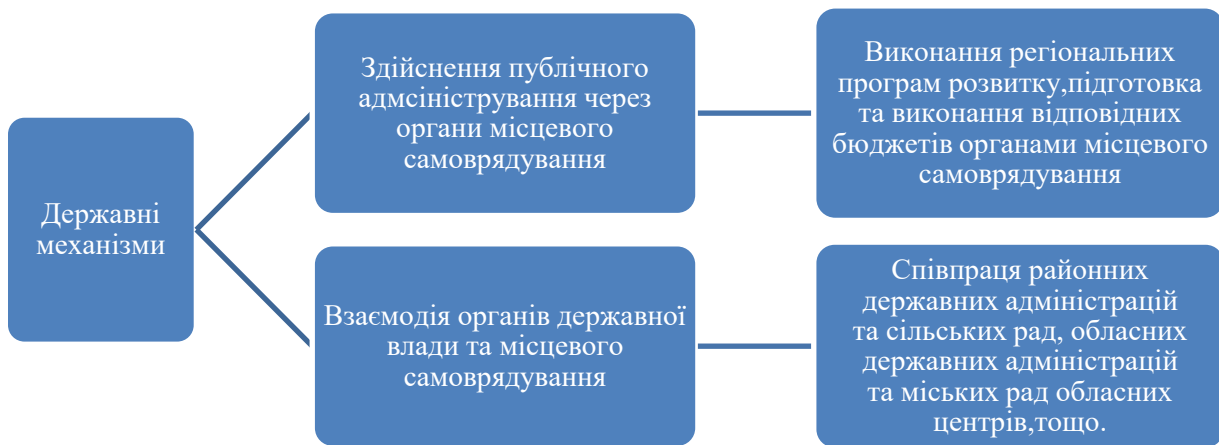 Державні
механізми
Здійснення публічного
адмсіністрування через
органи місцевого
самоврядування
Виконання регіональних
програм розвитку,підготовка
та виконання відповідних
бюджетів органами місцевого
самоврядування
Взаємодія органів державної
влади та місцевого
самоврядування
Співпраця районних
державних адміністрацій
та сільських рад, обласних
державних адміністрацій
та міських рад обласних
центрів,тощо.